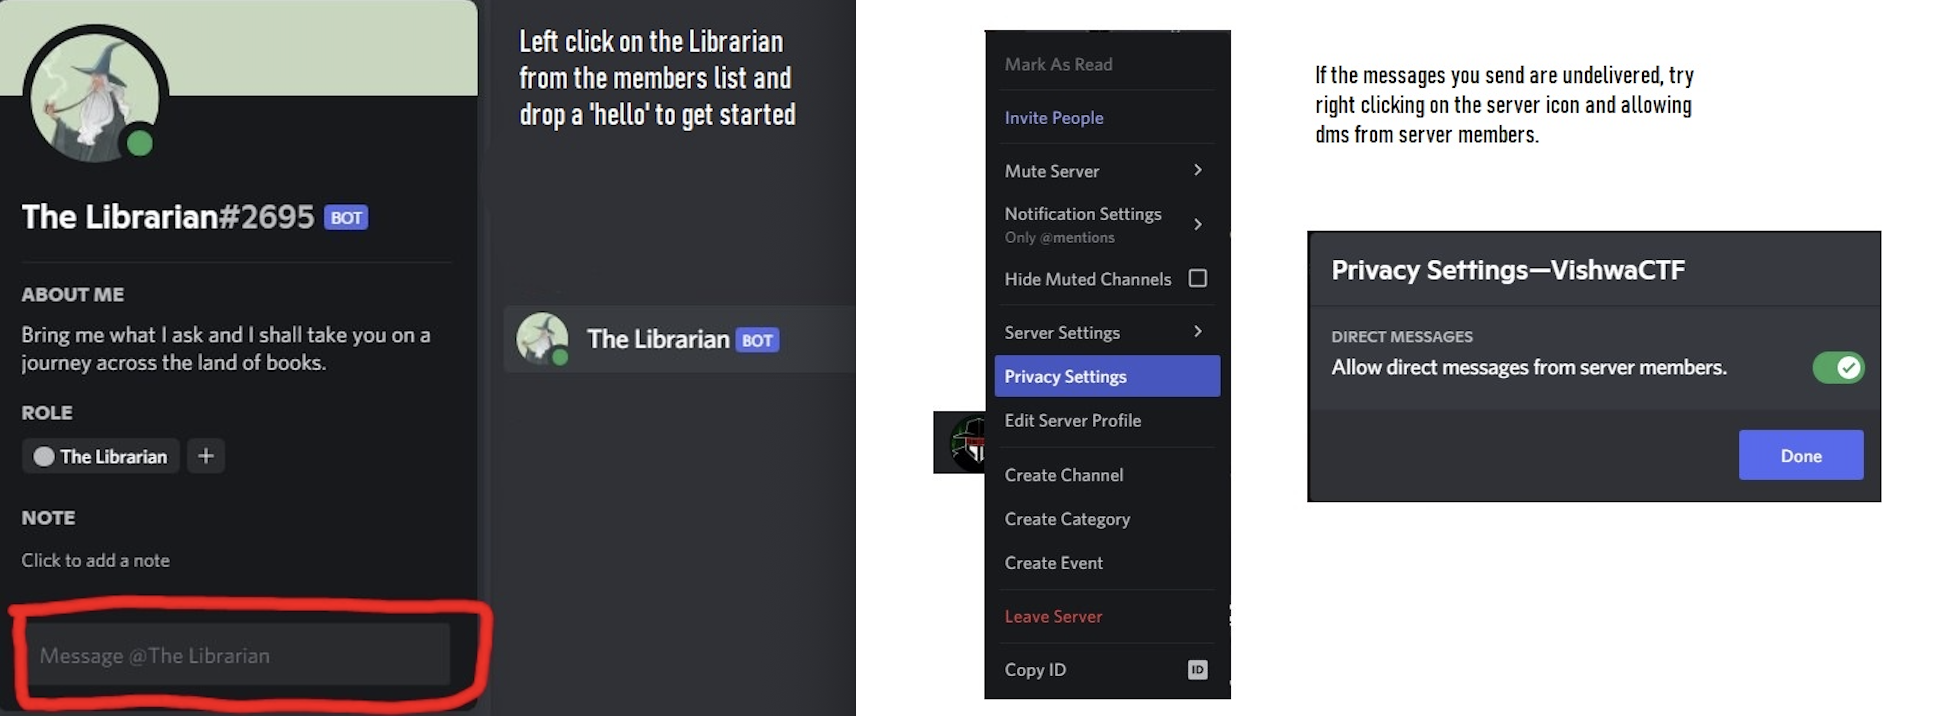 The Librarian#2695 BOT
ABOUT ME
Bring me what I ask and I shall take you on a
journey across the land of books.
ROLE
The Librarian +
NOTE
Click to add a note
Message @The Librarian
Left click on the Librarian
from the members list and
drop a 'hello' to get started
The Librarian BOT
Mark As Read
Invite People
Mute Server
Notification Settings
Only @mentions
Hide Muted Channels
Server Settings
Privacy Settings
Edit Server Profile
Create Channel
Create Category
Create Event
Leave Server
Copy ID ID
If the messages you send are undelivered, try
right clicking on the server icon and allowing
dms from server members.
Privacy Settings—VishwaCTF
DIRECT MESSAGES
Allow direct messages from server members.
Done